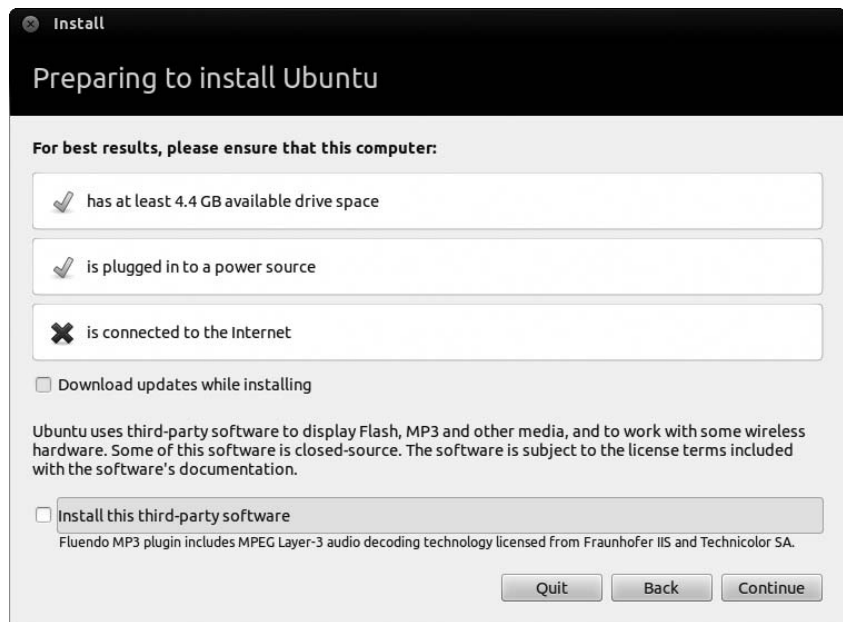 Install
Preparing to install Ubuntu
For best results, please ensure that this computer:
has at least 4.4 GB available drive space
is plugged in to a power source
is connected to the Internet
Download updates while installing
Ubuntu uses third-party software to display Flash, MP3 and other media, and to work with some wireless
hardware. Some of this software is closed-source. The software is subject to the license terms included
with the software's documentation.
Install this third-party software
Fluendo MP3 plugin includes MPEG Layer-3 audio decoding technology licensed from Fraunhofer IIS and Technicolor SA.
Quit Back Continue